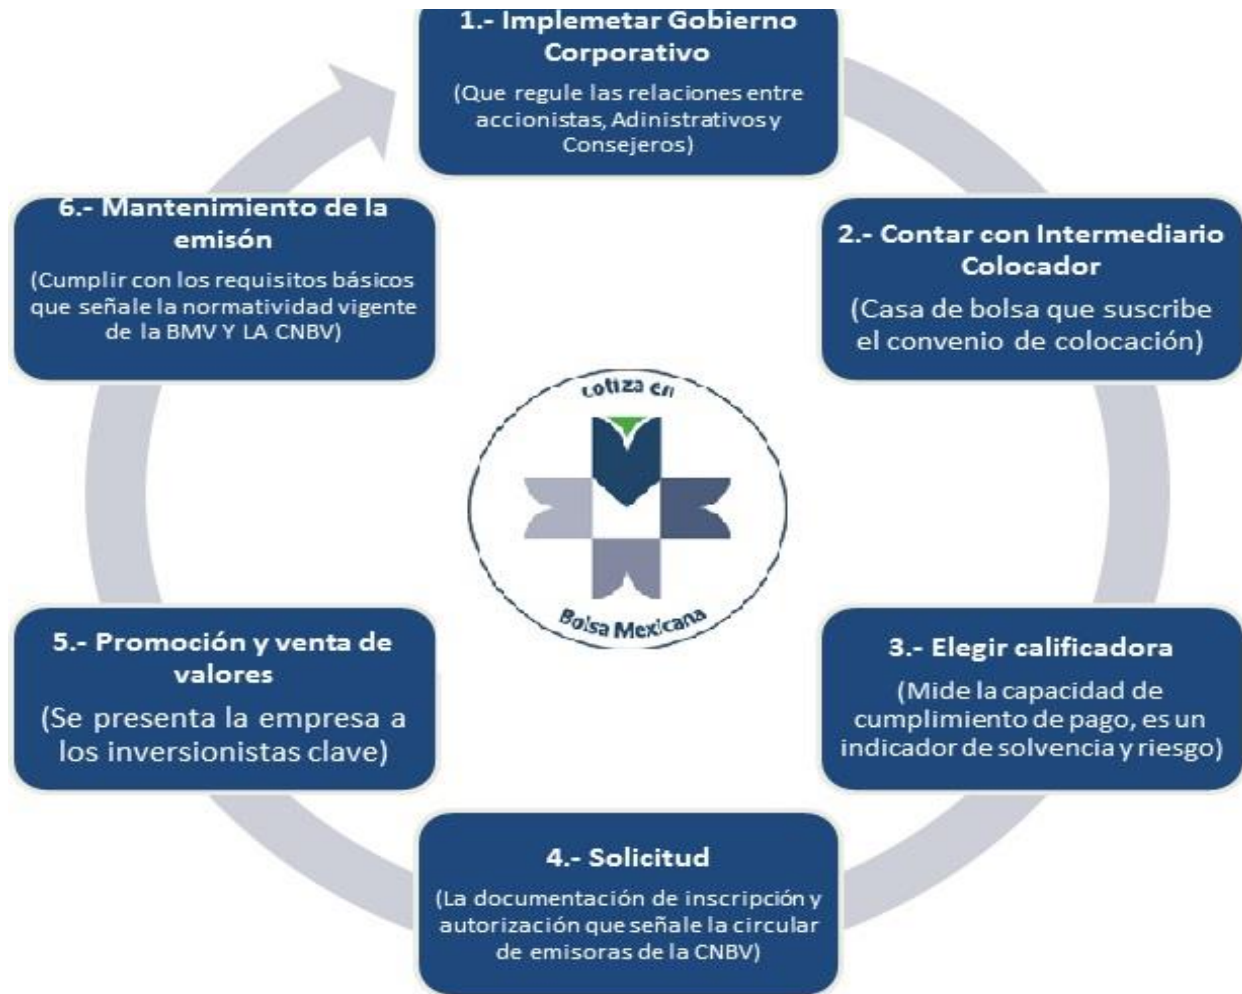 1.- Implemetar Gobierno
Corporativo
(Que regule las relaciones entre
accionistas, Adinistrativos y
Consejeros)
2.- Contar con Intermediario
Colocador
(Casa de bolsa que suscribe
el convenio de colocación)
3.- Elegir calificadora
(Mide la capacidad de
cumplimiento de pago, es un
indicador de solvencia y riesgo)
4.- Solicitud
(La documentación de inscripción y
autorización que señale la circular
de emisoras de la CNBV)
5.- Promoción y venta de
valores
(Se presenta la empresa a
los inversionistas clave)
6.- Mantenimiento de la
emisón
(Cumplir con los requisitos básicos
que señale la normatividad vigente
de la BMV Y LA CNBV)
cotiza en
Bolsa Mexicana